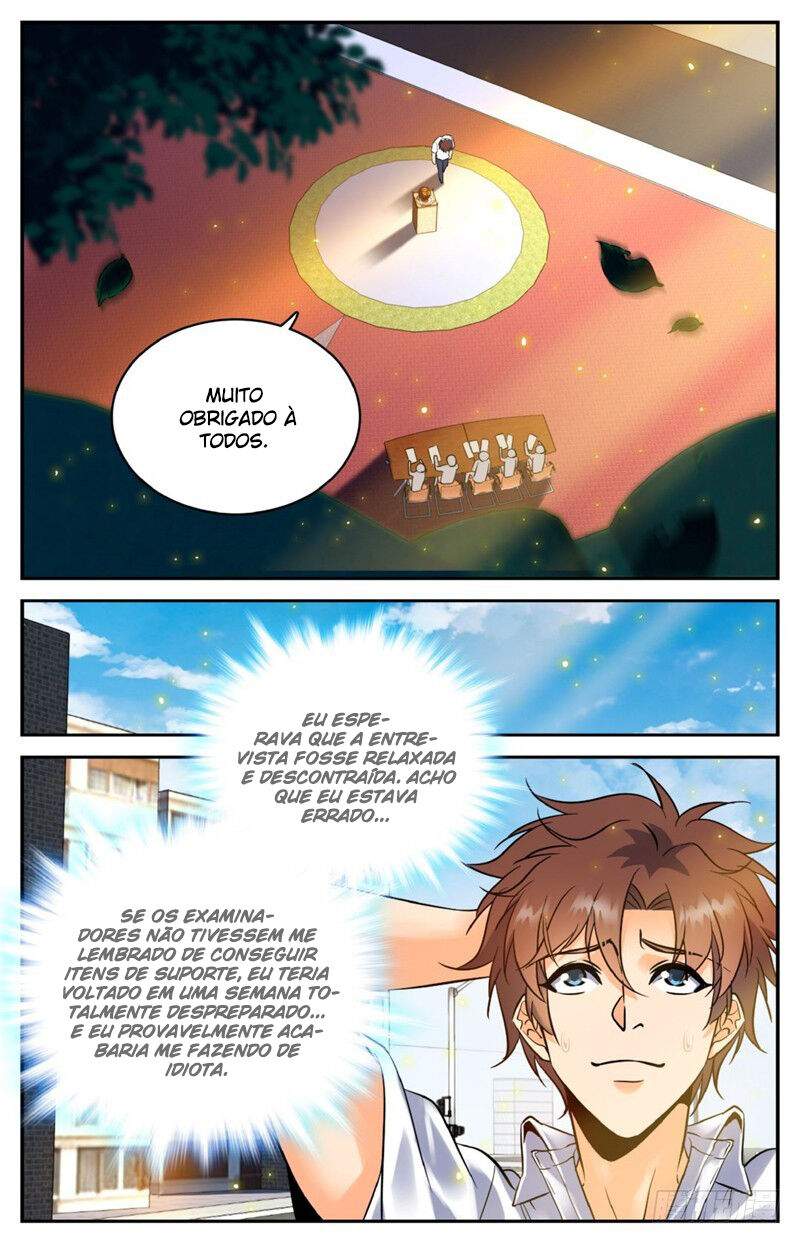 MUITO
OBRIGADO À
TODOS.
EU ESPE-
RAVA QUE A ENTRE-
VISTA FOSSE RELAXADA
E DESCONTRAÍDA. ACHO
QUE EU ESTAVA
ERRADO...
SE OS EXAMINA-
DORES NÃO TIVESSEM ME
LEMBRADO DE CONSEGUIR
ITENS DE SUPORTE, EU TERIA
VOLTADO EM UMA SEMANA TO-
TALMENTE DESPREPARADO...
E EU PROVAVELMENTE ACA-
BARIA ME FAZENDO DE
IDIOTA.